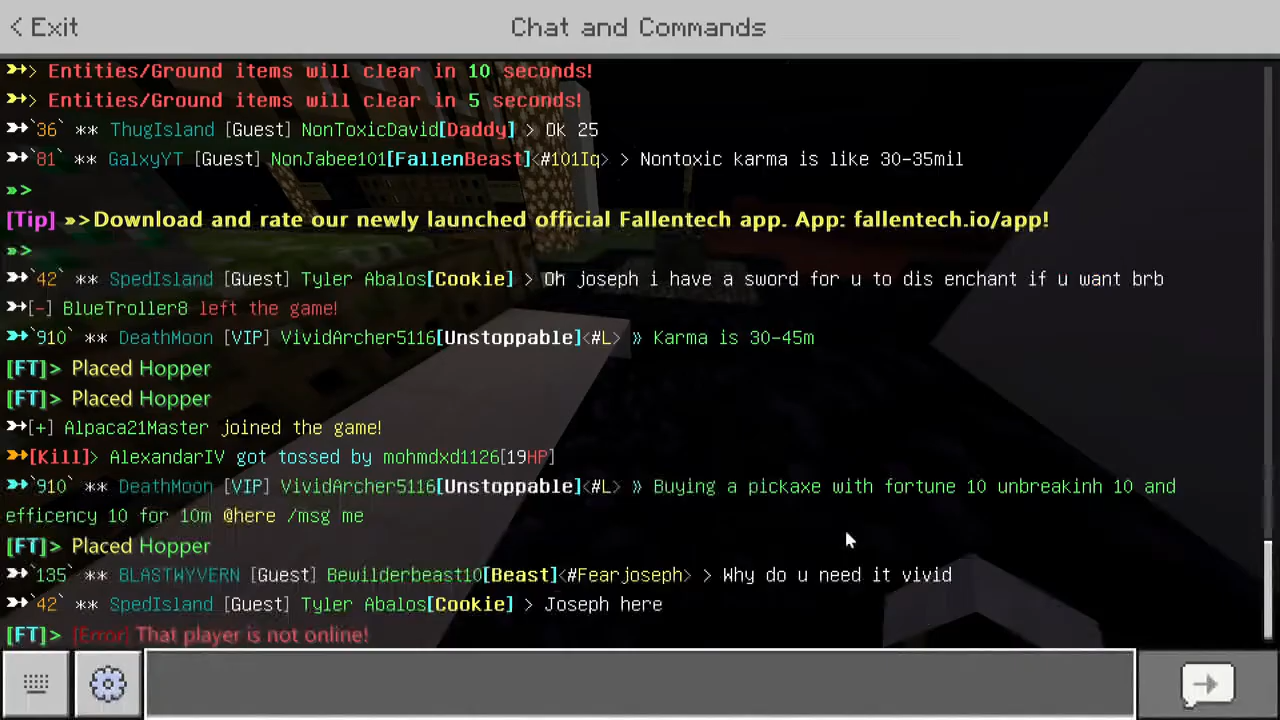 < Exit
Chat and Commands
➳> Entities/Ground items will clear in 10 seconds!
➳> Entities/Ground items will clear in 5 seconds!
➳`36` ** ThugIsland [Guest] NonToxicDavid[Daddy] > Ok 25
➳`81` ** GalxyYT [Guest] NonJabee101[FallenBeast]<#101Iq> > Nontoxic karma is like 30-35mil
»>
[Tip] »>Download and rate our newly launched official Fallentech app. App: fallentech.io/app!
»>
➳`42` ** SpedIsland [Guest] Tyler Abalos[Cookie] > Oh joseph i have a sword for u to dis enchant if u want brb
➳[-] BlueTroller8 left the game!
➳`910` ** DeathMoon [VIP] VividArcher5116[Unstoppable]<#L> » Karma is 30-45m
[FT]> Placed Hopper
[FT]> Placed Hopper
➳[+] Alpaca21Master joined the game!
➳[Kill]> AlexandarIV got tossed by mohmdxd1126[19HP]
➳`910` ** DeathMoon [VIP] VividArcher5116[Unstoppable]<#L> » Buying a pickaxe with fortune 10 unbreakinh 10 and
efficency 10 for 10m @here /msg me
[FT]> Placed Hopper
➳`135` ** BLASTWYVERN [Guest] Bewilderbeast10[Beast]<#Fearjoseph> > Why do u need it vivid
➳`42` ** SpedIsland [Guest] Tyler Abalos[Cookie] > Joseph here
[FT]> [Error] That player is not online!